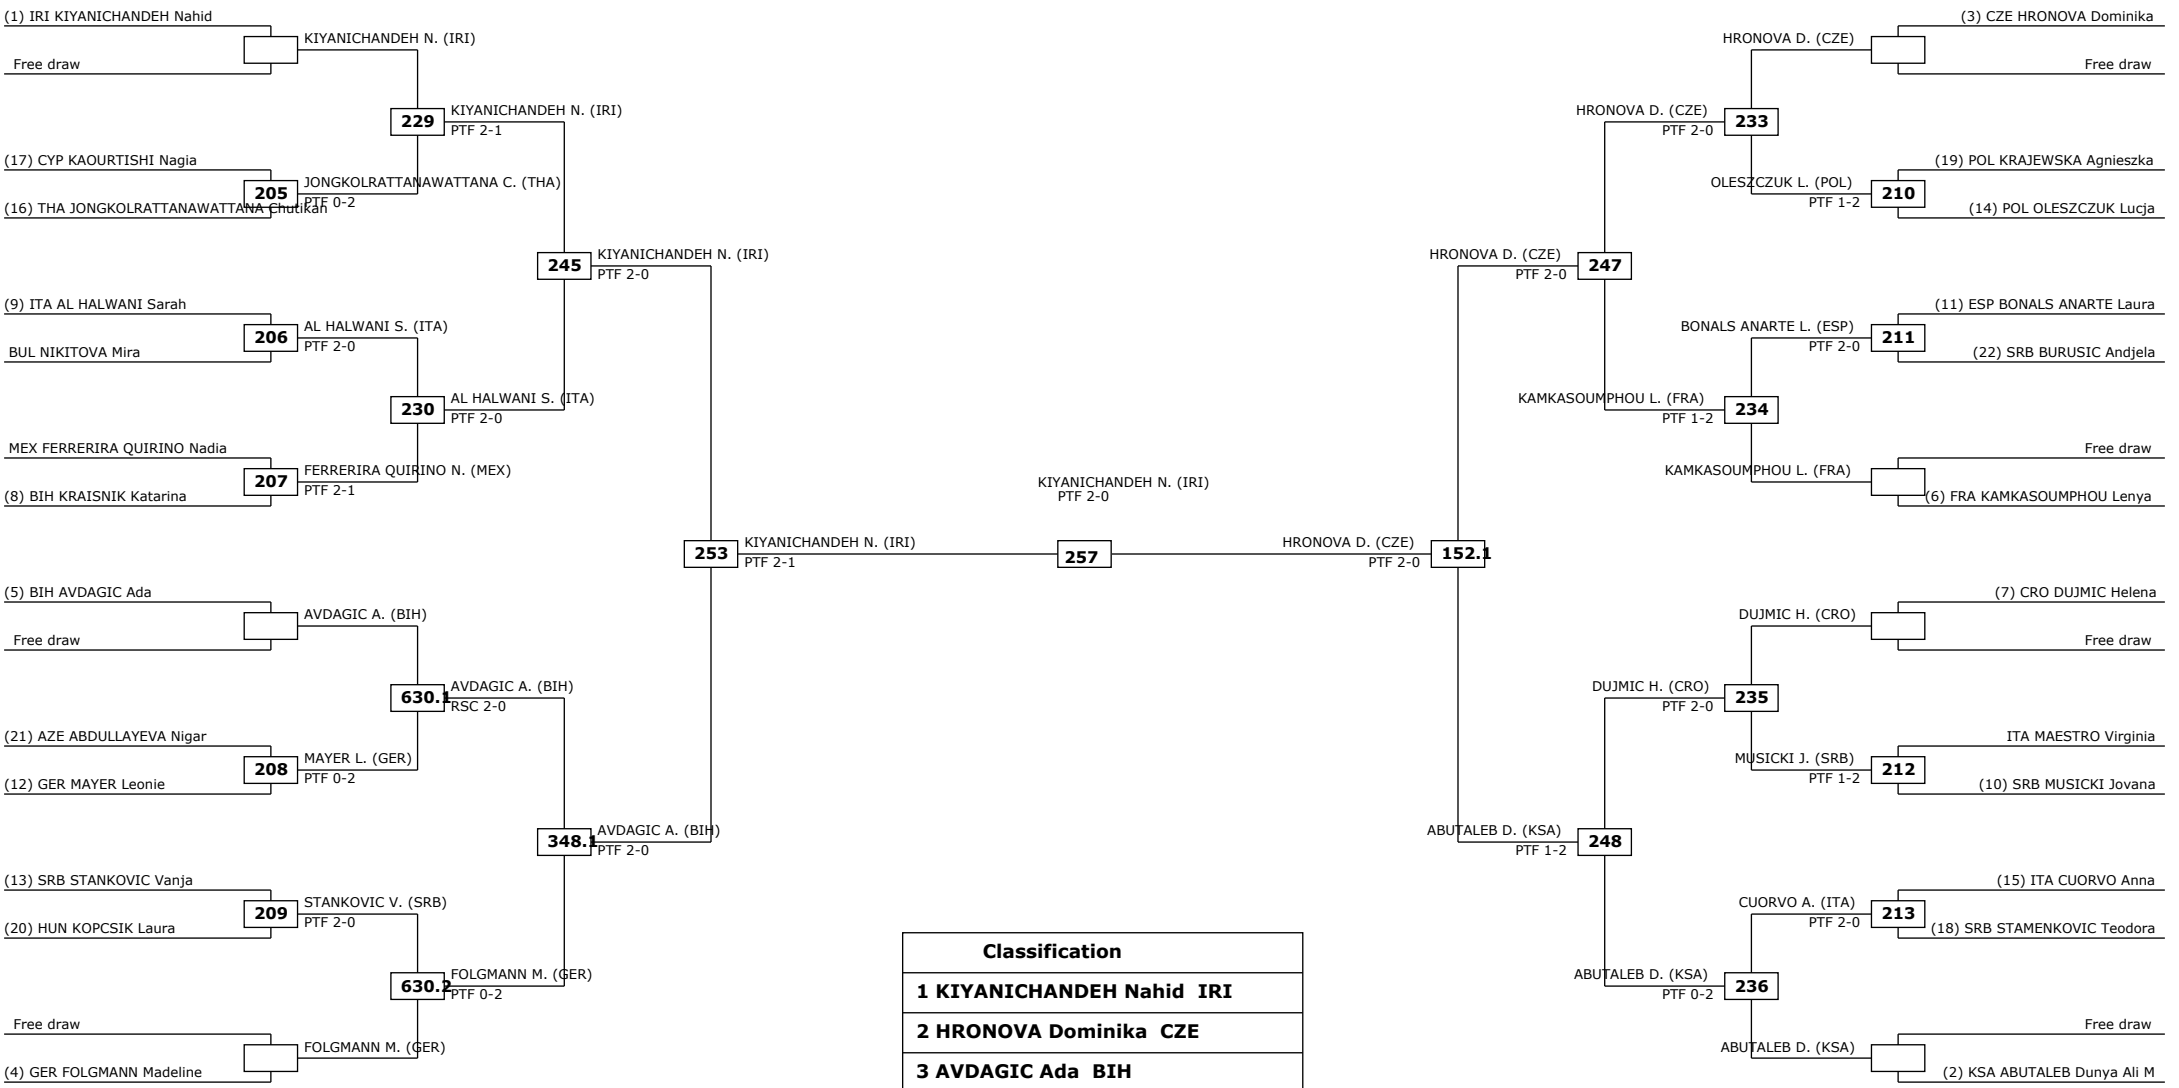 (1) IRI KIYANICHANDEH Nahid
KIYANICHANDEH N. (IRI)
Free draw
229
KIYANICHANDEH N. (IRI)
PTF 2-1
(17) CYP KAOURTISHI Nagia
205
JONGKOLRATTANAWATTANA C. (THA)
PTF 0-2
(16) THA JONGKOLRATTANAWATTANA Chutikan
245
KIYANICHANDEH N. (IRI)
PTF 2-0
(9) ITA AL HALWANI Sarah
206
AL HALWANI S. (ITA)
PTF 2-0
BUL NIKITOVA Mira
230
AL HALWANI S. (ITA)
PTF 2-0
MEX FERRERIRA QUIRINO Nadia
207
FERRERIRA QUIRINO N. (MEX)
PTF 2-1
(8) BIH KRAISNIK Katarina
253
KIYANICHANDEH N. (IRI)
PTF 2-1
(5) BIH AVDAGIC Ada
AVDAGIC A. (BIH)
Free draw
630.1
AVDAGIC A. (BIH)
RSC 2-0
(21) AZE ABDULLAYEVA Nigar
208
MAYER L. (GER)
PTF 0-2
(12) GER MAYER Leonie
348.1
AVDAGIC A. (BIH)
PTF 2-0
(13) SRB STANKOVIC Vanja
209
STANKOVIC V. (SRB)
PTF 2-0
(20) HUN KOPCSIK Laura
630.2
FOLGMANN M. (GER)
PTF 0-2
Free draw
FOLGMANN M. (GER)
(4) GER FOLGMANN Madeline
KIYANICHANDEH N. (IRI)
PTF 2-0
257
(3) CZE HRONOVA Dominika
HRONOVA D. (CZE)
Free draw
HRONOVA D. (CZE)
PTF 2-0
233
(19) POL KRAJEWSKA Agnieszka
OLESZCZUK L. (POL)
PTF 1-2
210
(14) POL OLESZCZUK Lucja
HRONOVA D. (CZE)
PTF 2-0
247
(11) ESP BONALS ANARTE Laura
BONALS ANARTE L. (ESP)
PTF 2-0
211
(22) SRB BURUSIC Andjela
KAMKASOUMPHOU L. (FRA)
PTF 1-2
234
Free draw
KAMKASOUMPHOU L. (FRA)
(6) FRA KAMKASOUMPHOU Lenya
HRONOVA D. (CZE)
PTF 2-0
152.1
(7) CRO DUJMIC Helena
DUJMIC H. (CRO)
Free draw
DUJMIC H. (CRO)
PTF 2-0
235
ITA MAESTRO Virginia
MUSICKI J. (SRB)
PTF 1-2
212
(10) SRB MUSICKI Jovana
ABUTALEB D. (KSA)
PTF 1-2
248
(15) ITA CUORVO Anna
CUORVO A. (ITA)
PTF 2-0
213
(18) SRB STAMENKOVIC Teodora
ABUTALEB D. (KSA)
PTF 0-2
236
Free draw
ABUTALEB D. (KSA)
(2) KSA ABUTALEB Dunya Ali M
Classification
1 KIYANICHANDEH Nahid IRI
2 HRONOVA Dominika CZE
3 AVDAGIC Ada BIH